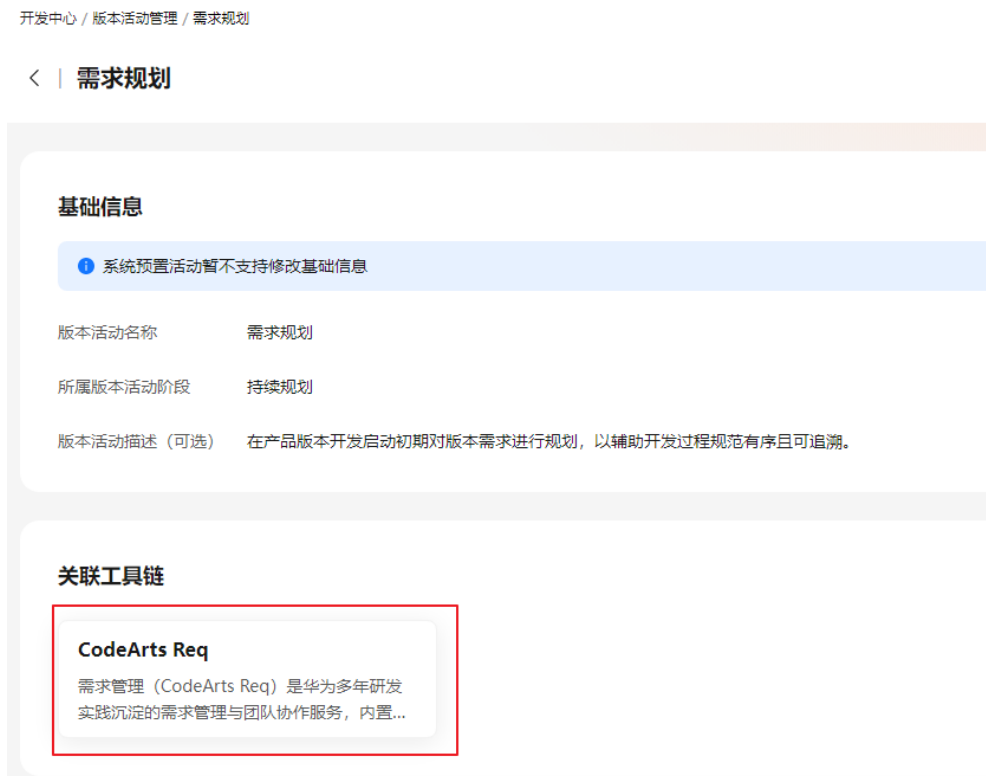 开发中心 / 版本活动管理 / 需求规划
需求规划
基础信息
系统预置活动暂不支持修改基础信息
版本活动名称 需求规划
所属版本活动阶段 持续规划
版本活动描述（可选） 在产品版本开发启动初期对版本需求进行规划，以辅助开发过程规范有序且可追溯。
关联工具链
CodeArts Req
需求管理（CodeArts Req）是华为多年研发
实践沉淀的需求管理与团队协作服务，内置...